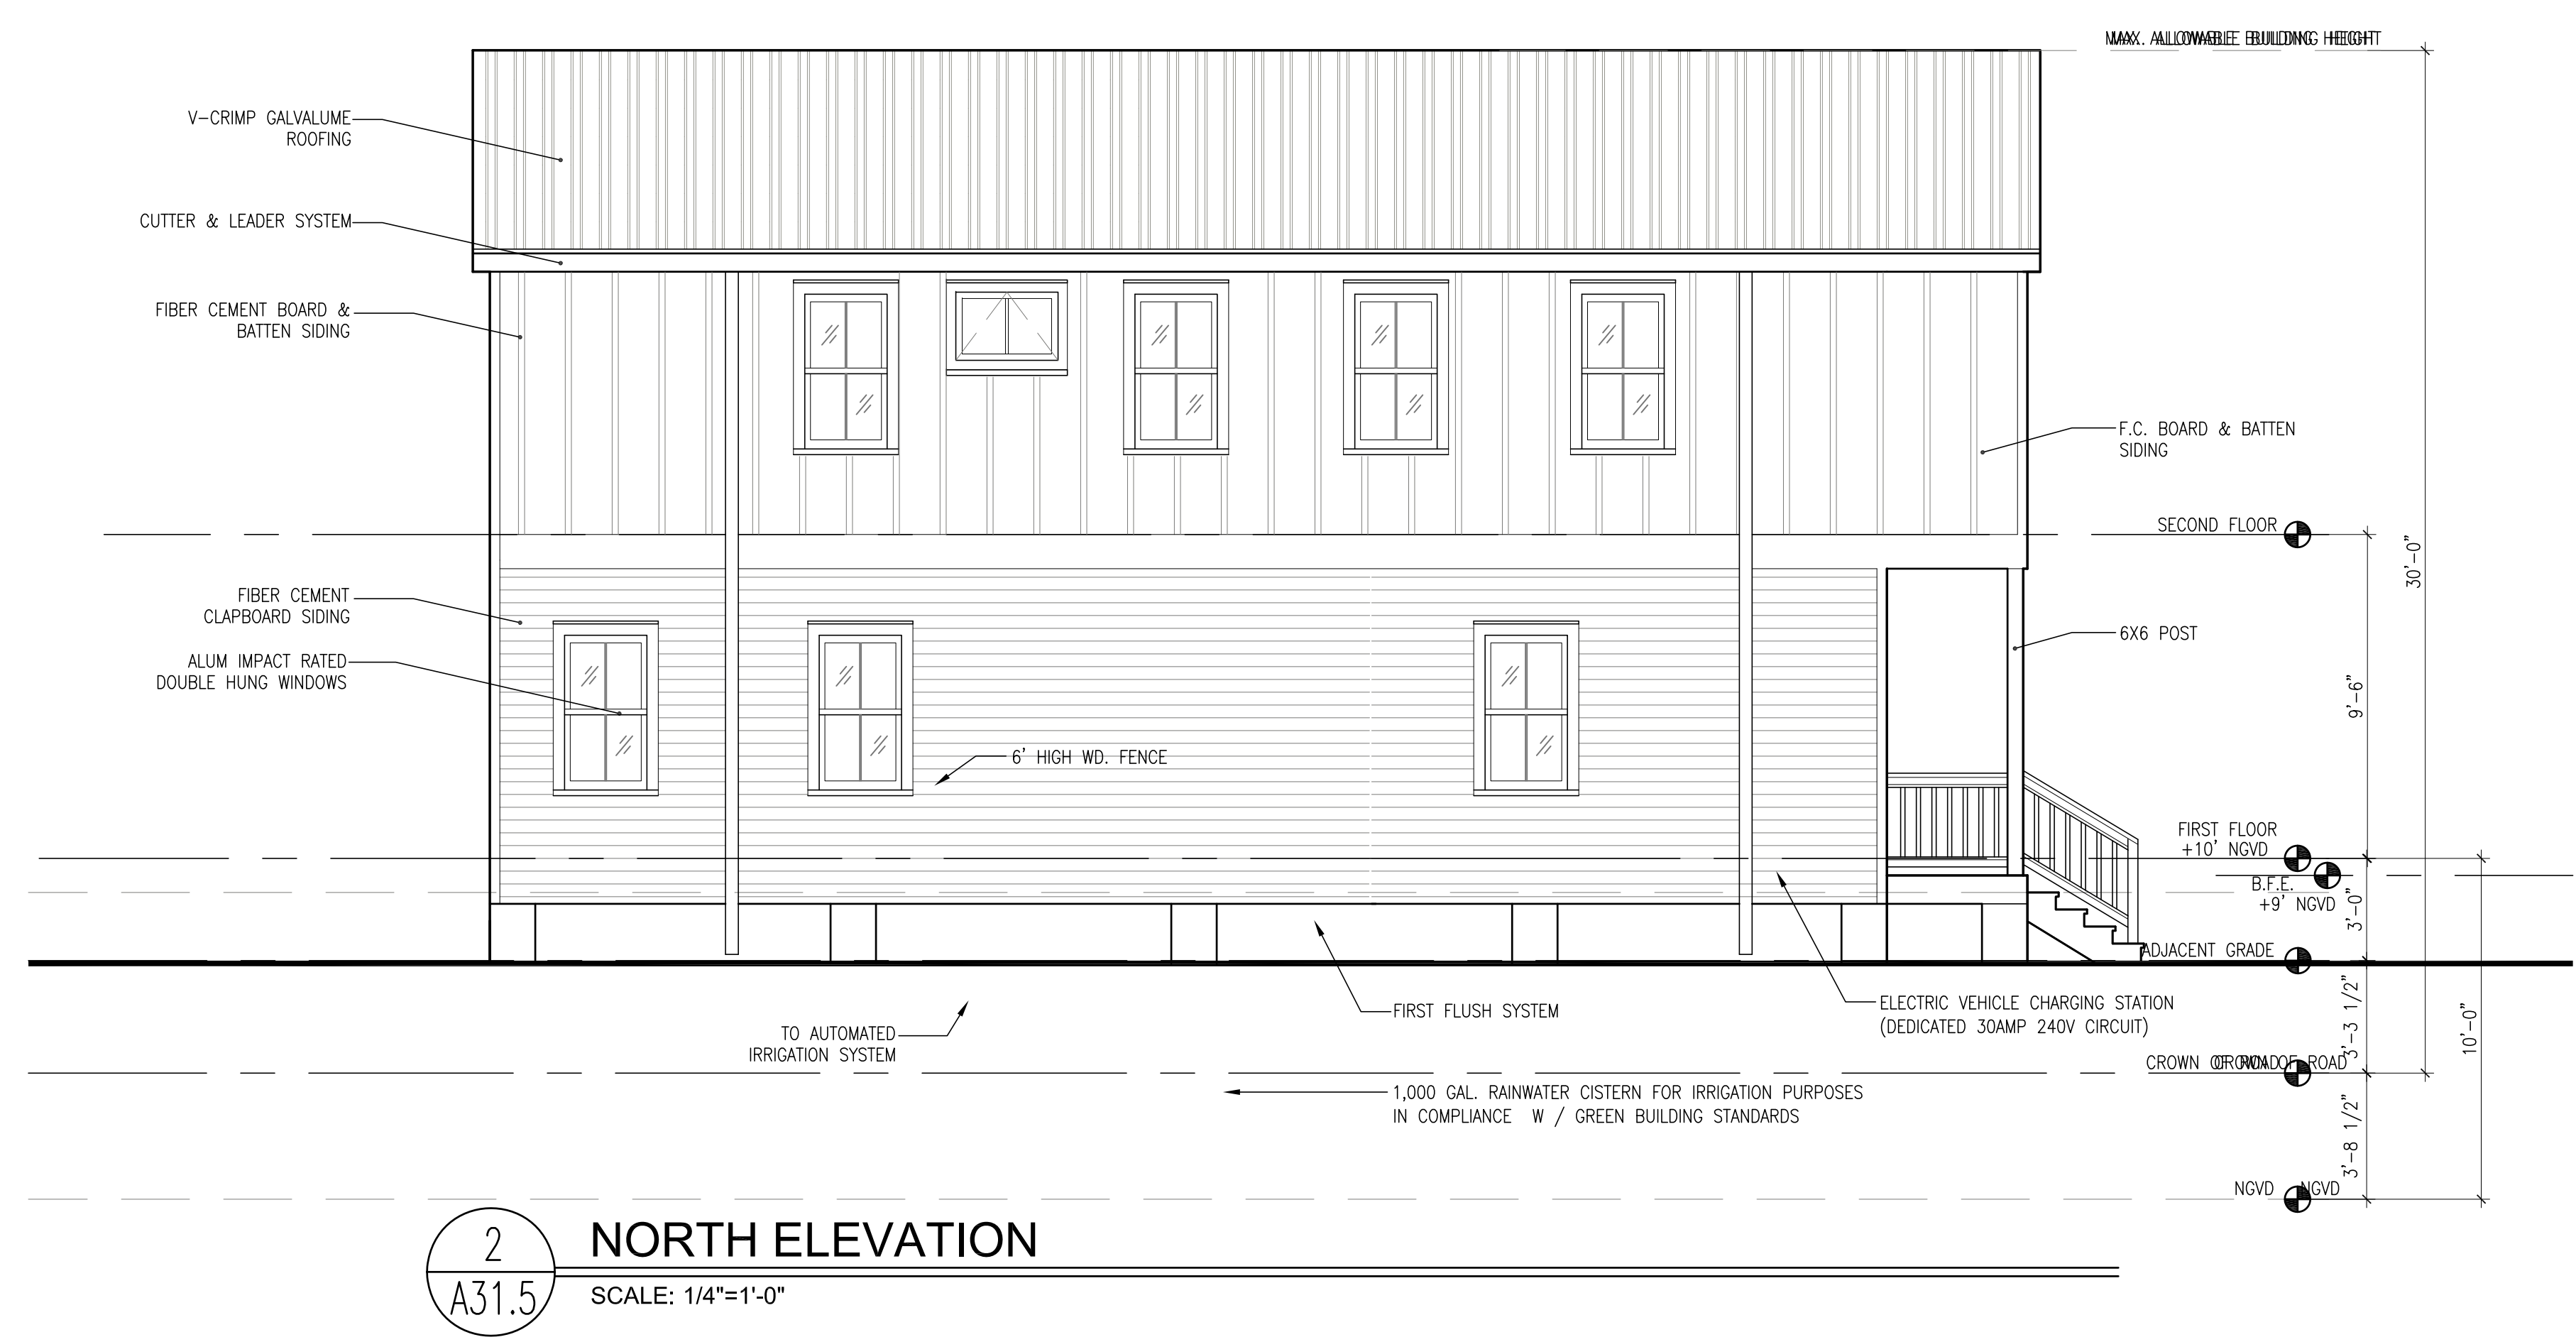 MAX. ALLOWABLE BUILDING HEIGHT
V-CRIMP GALVALUME
ROOFING
CUTTER & LEADER SYSTEM
FIBER CEMENT BOARD &
BATTEN SIDING
F.C. BOARD & BATTEN
SIDING
SECOND FLOOR
30'-0"
FIBER CEMENT
CLAPBOARD SIDING
6X6 POST
ALUM IMPACT RATED
DOUBLE HUNG WINDOWS
9'-6"
6' HIGH WD. FENCE
FIRST FLOOR
+10' NGVD
B.F.E.
+9' NGVD
3'-0"
ADJACENT GRADE
ELECTRIC VEHICLE CHARGING STATION
(DEDICATED 30AMP 240V CIRCUIT)
FIRST FLUSH SYSTEM
3'-3 1/2"
10'-0"
TO AUTOMATED
IRRIGATION SYSTEM
CROWN OF ROAD CROWN OF ROAD
1,000 GAL. RAINWATER CISTERN FOR IRRIGATION PURPOSES
IN COMPLIANCE W / GREEN BUILDING STANDARDS
3'-8 1/2"
NGVD NGVD
2
A31.5
NORTH ELEVATION
SCALE: 1/4"=1'-0"